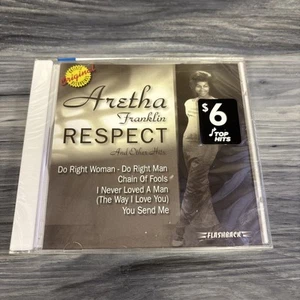 Original
Aretha
Franklin
RESPECT
And Other Hits
Do Right Woman - Do Right Man
Chain Of Fools
I Never Loved A Man
(The Way I Love You)
You Send Me
$6
TOP
HITS
FLASHBACK